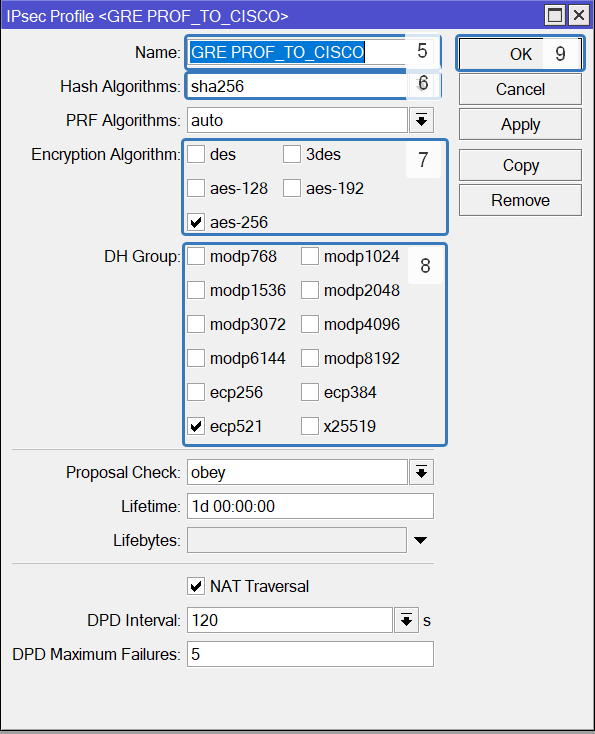 IPsec Profile <GRE PROF_TO_CISCO>
Name: GRE PROF_TO_CISCO 5 OK 9
Hash Algorithms: sha256 6 Cancel
PRF Algorithms: auto Apply
Encryption Algorithm: des 3des 7 Copy
aes-128 aes-192 Remove
aes-256
DH Group: modp768 modp1024 8
modp1536 modp2048
modp3072 modp4096
modp6144 modp8192
ecp256 ecp384
ecp521 x25519
Proposal Check: obey
Lifetime: 1d 00:00:00
Lifebytes:
NAT Traversal
DPD Interval: 120 s
DPD Maximum Failures: 5